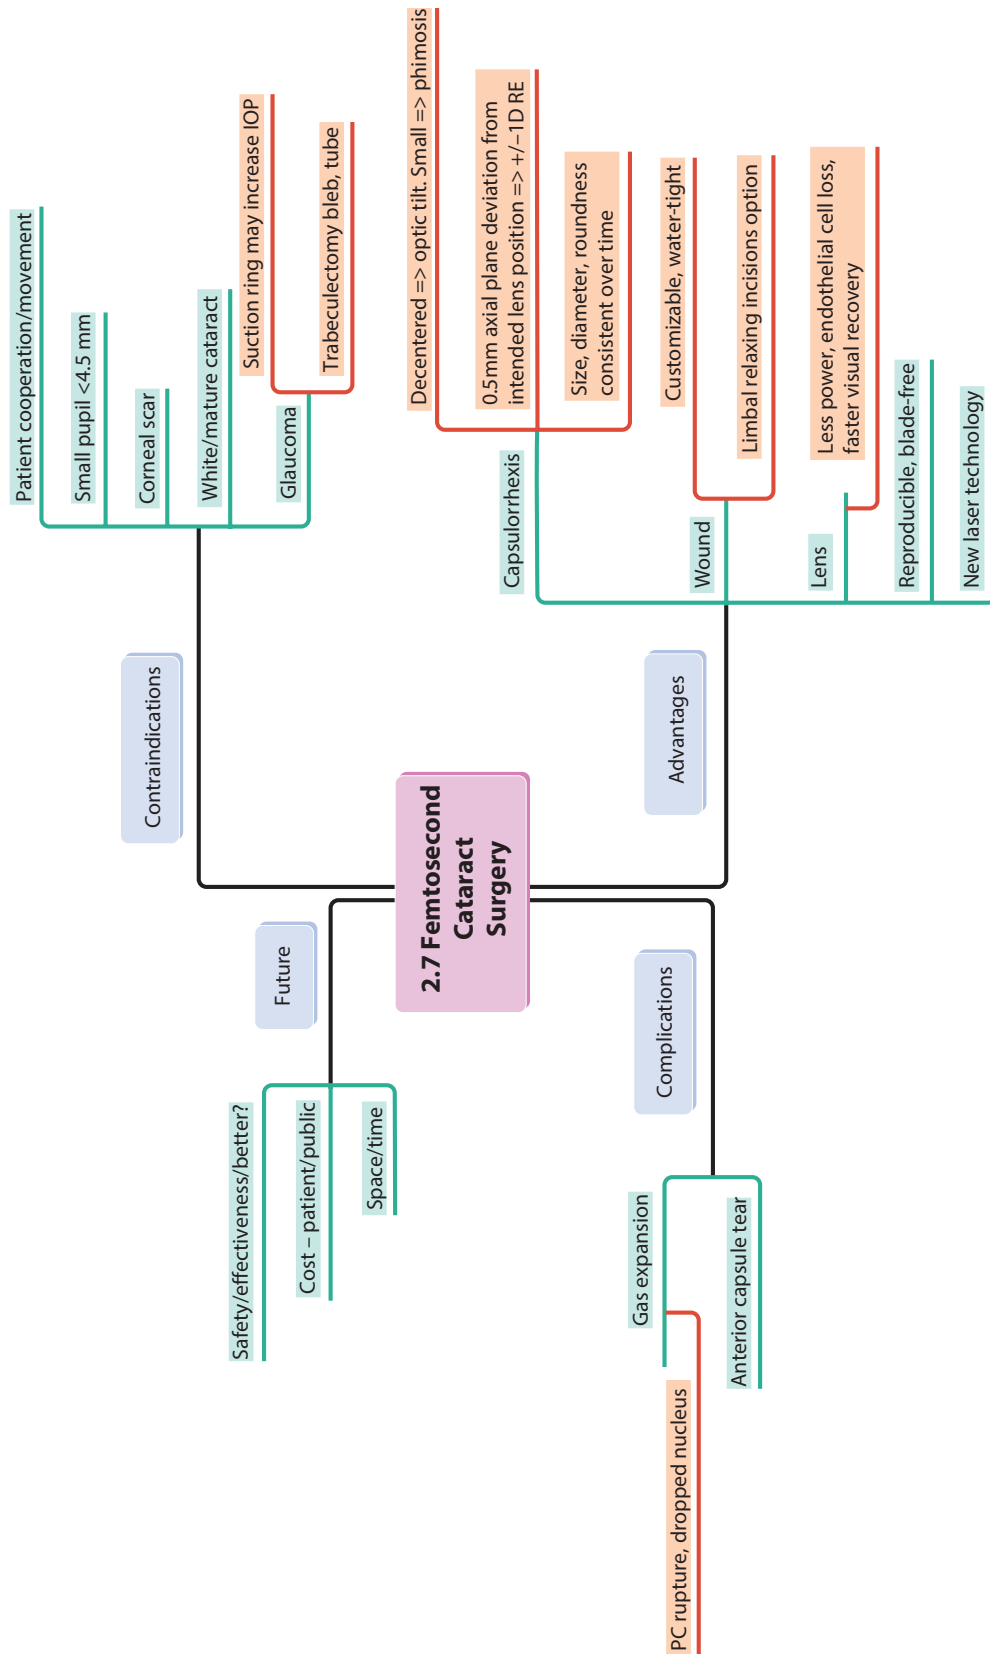 2.7 Femtosecond
Cataract
Surgery
Contraindications
Patient cooperation/movement
Small pupil <4.5 mm
Corneal scar
White/mature cataract
Glaucoma
Suction ring may increase IOP
Trabeculectomy bleb, tube
Advantages
Capsulorrhexis
Decentered => optic tilt. Small => phimosis
0.5mm axial plane deviation from
intended lens position => +/−1D RE
Size, diameter, roundness
consistent over time
Wound
Customizable, water-tight
Limbal relaxing incisions option
Lens
Less power, endothelial cell loss,
faster visual recovery
Reproducible, blade-free
New laser technology
Future
Safety/effectiveness/better?
Cost – patient/public
Space/time
Complications
Gas expansion
PC rupture, dropped nucleus
Anterior capsule tear